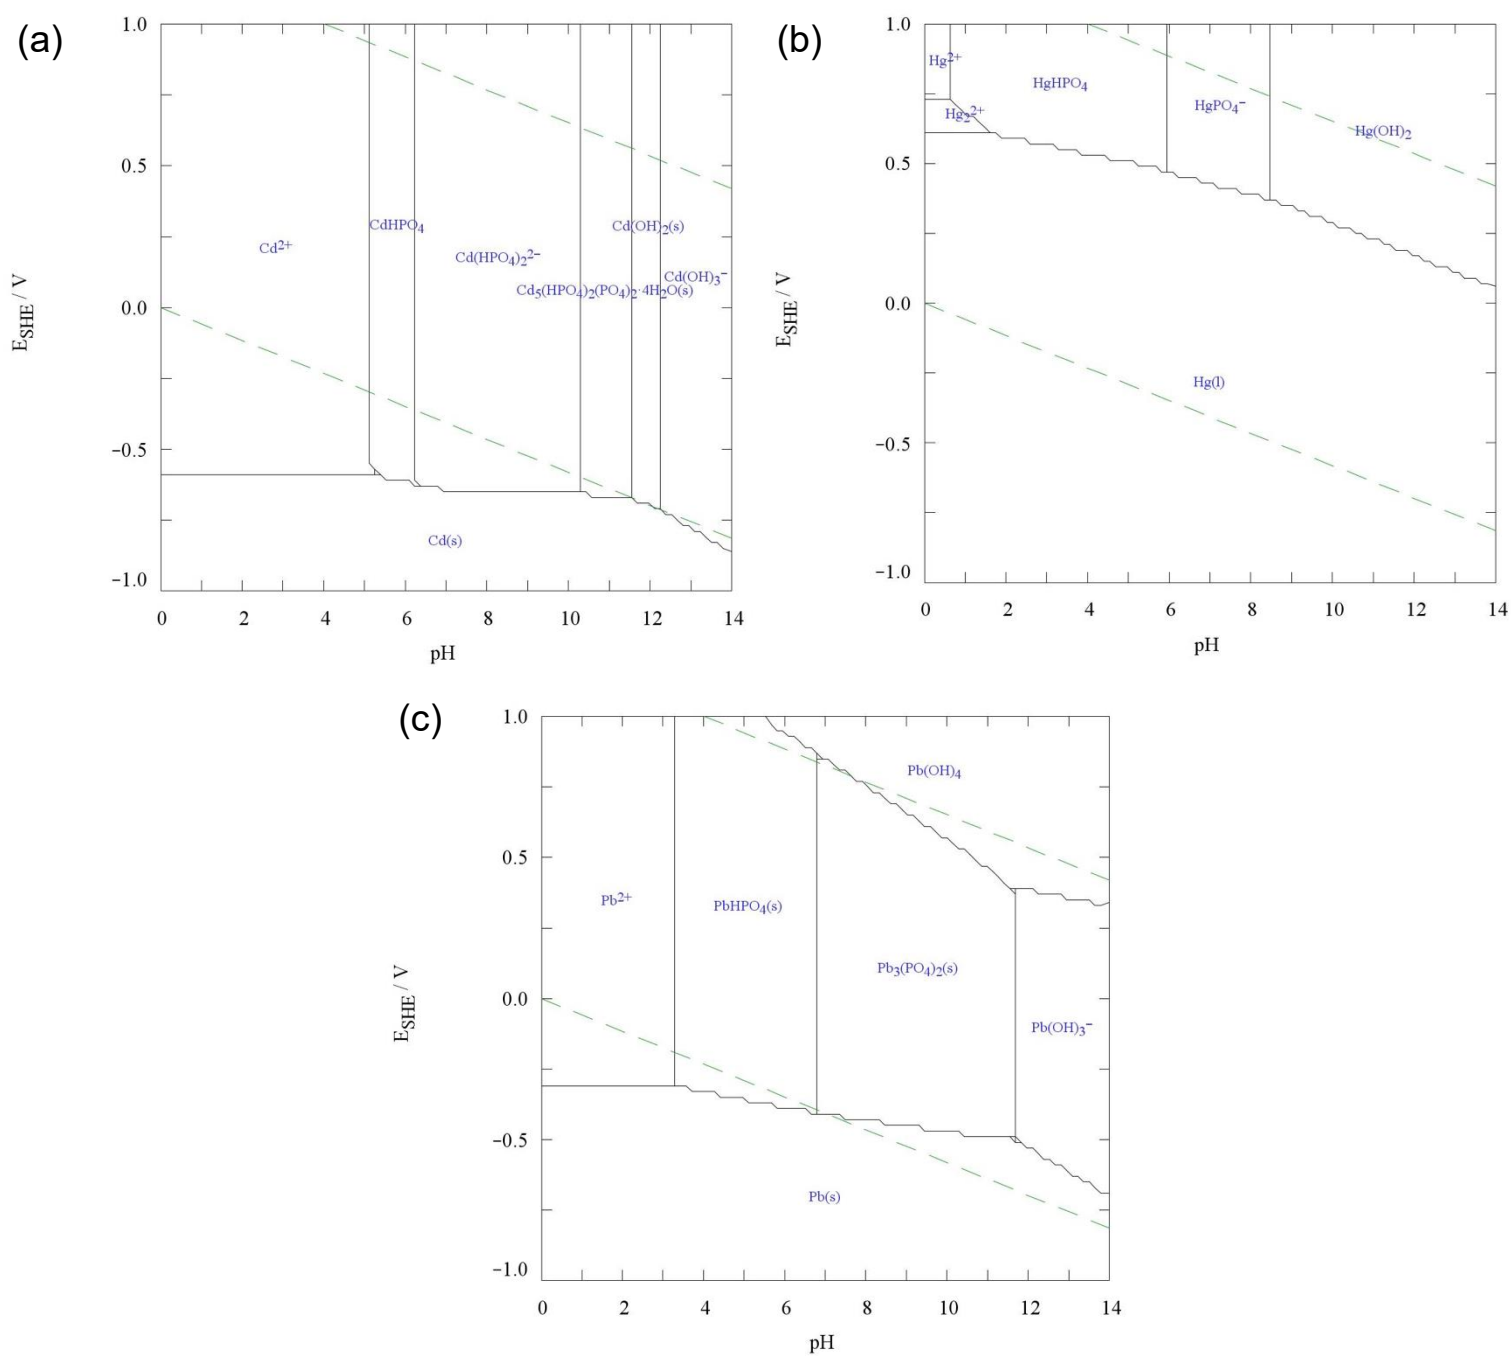 (a)
1.0
0.5
0.0
−0.5
−1.0
E_SHE / V
Cd²⁺
CdHPO₄
Cd(HPO₄)₂²⁻
Cd(OH)₂(s)
Cd(OH)₃⁻
Cd₅(HPO₄)₂(PO₄)₂·4H₂O(s)
Cd(s)
0 2 4 6 8 10 12 14
pH
(b)
1.0
0.5
0.0
−0.5
−1.0
E_SHE / V
Hg²⁺
HgHPO₄
HgPO₄⁻
Hg₂²⁺
Hg(OH)₂
Hg(l)
0 2 4 6 8 10 12 14
pH
(c)
1.0
0.5
0.0
−0.5
−1.0
E_SHE / V
Pb(OH)₄
Pb²⁺
PbHPO₄(s)
Pb₃(PO₄)₂(s)
Pb(OH)₃⁻
Pb(s)
0 2 4 6 8 10 12 14
pH